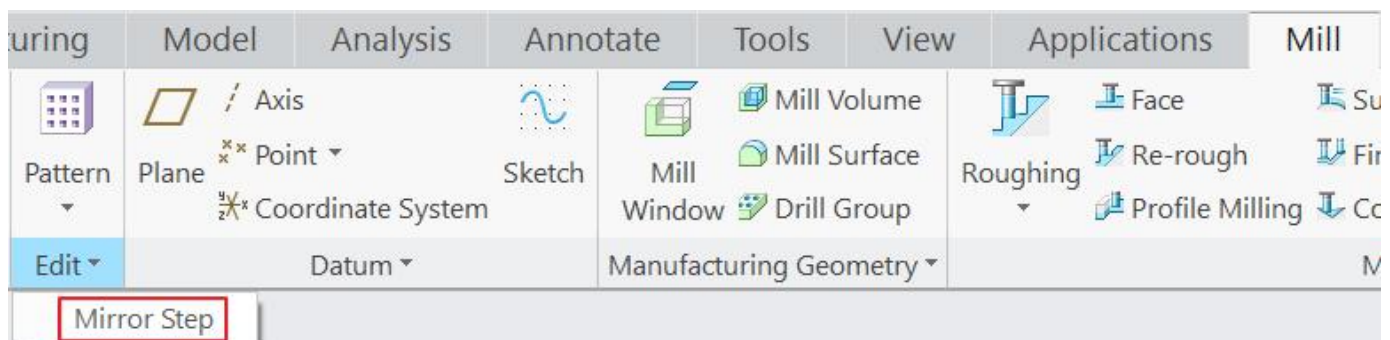 Model Analysis Annotate Tools View Applications Mill
Axis
Mill Volume
Face
Point
Mill Surface
Re-rough
Pattern
Plane
Sketch
Mill
Window
Roughing
Coordinate System
Drill Group
Profile Milling
Edit
Datum
Manufacturing Geometry
Mirror Step